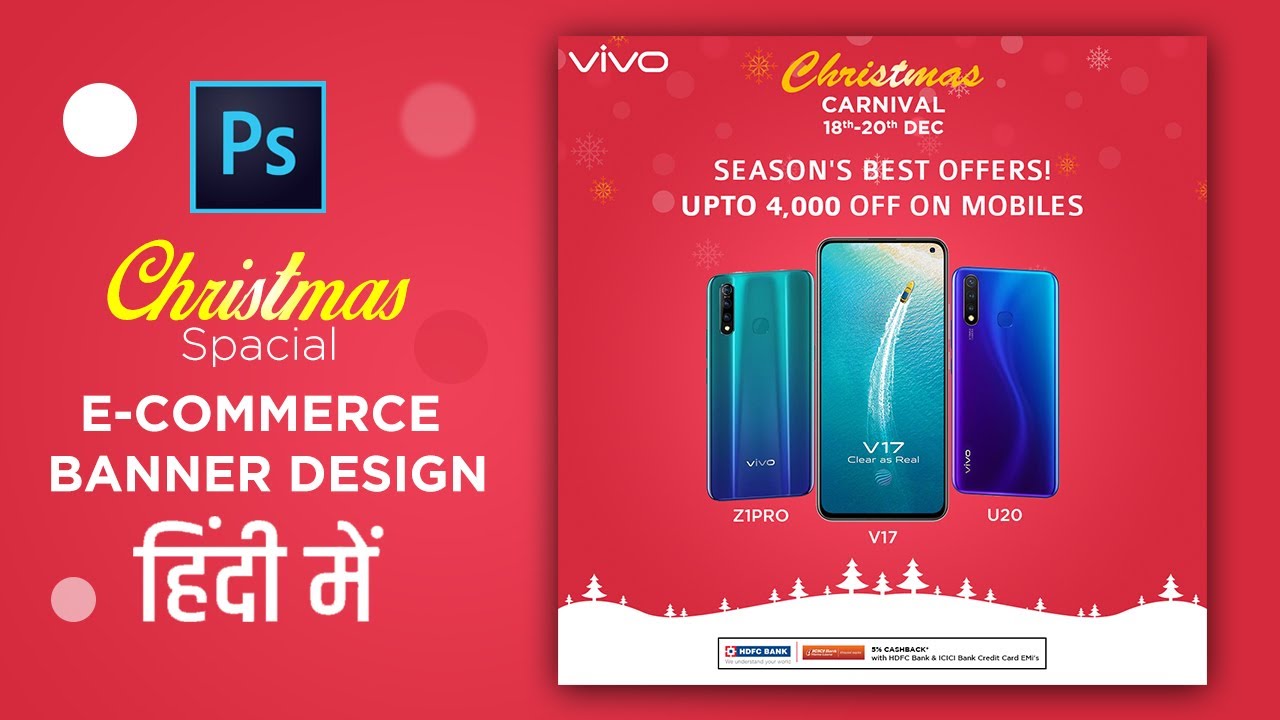 Ps
Christmas
Spacial
E-COMMERCE
BANNER DESIGN
हिंदी में
vivo
Christmas
CARNIVAL
18th-20th DEC
SEASON'S BEST OFFERS!
UPTO 4,000 OFF ON MOBILES
V17
Clear as Real
vivo
vivo
Z1PRO
V17
U20
HDFC BANK
We understand your world
ICICI Bank
5% CASHBACK*
with HDFC Bank & ICICI Bank Credit Card EMI's